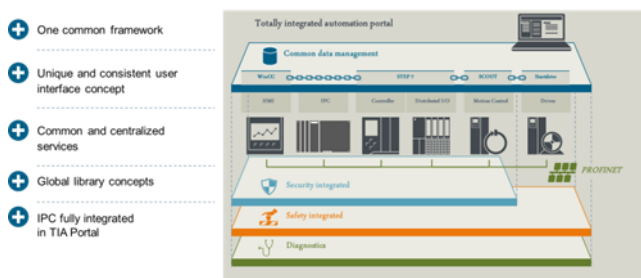 One common framework
Unique and consistent user
interface concept
Common and centralized
services
Global library concepts
IPC fully integrated
in TIA Portal
Totally integrated automation portal
Common data management
WinCC STEP 7 SCOUT Starter
HMI IPC Controller Distributed I/O Motion Control Drives
PROFINET
Security integrated
Safety integrated
Diagnostics